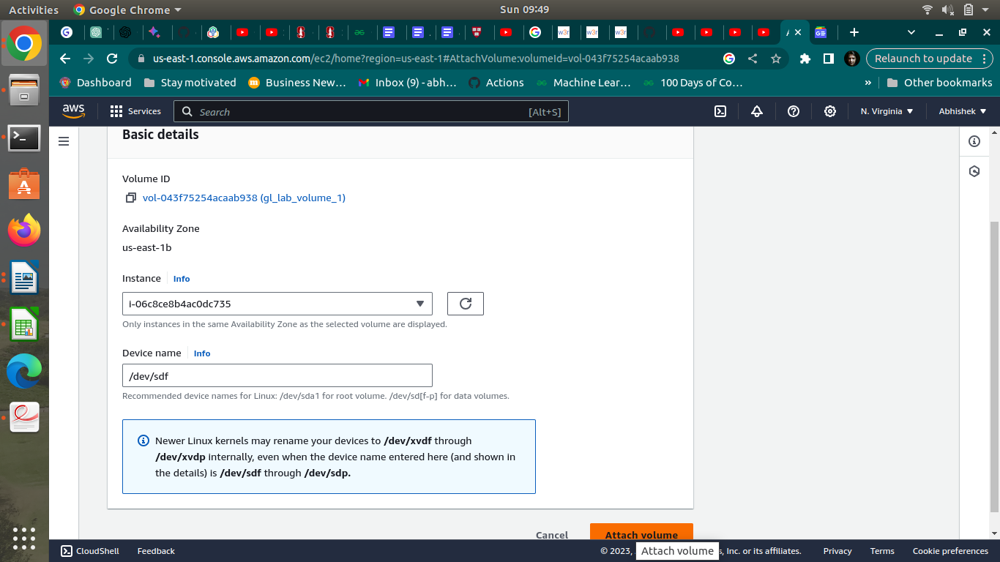 Activities
Google Chrome
Sun 09:49
us-east-1.console.aws.amazon.com/ec2/home?region=us-east-1#AttachVolume:volumeId=vol-043f75254acaab938
Relaunch to update
Dashboard
Stay motivated
Business New…
Inbox (9) - abh…
Actions
Machine Lear…
100 Days of Co…
»
Other bookmarks
aws
Services
Search
[Alt+S]
N. Virginia
Abhishek
Basic details
Volume ID
vol-043f75254acaab938 (gl_lab_volume_1)
Availability Zone
us-east-1b
Instance
Info
i-06c8ce8b4ac0dc735
Only instances in the same Availability Zone as the selected volume are displayed.
Device name
Info
/dev/sdf
Recommended device names for Linux: /dev/sda1 for root volume. /dev/sd[f-p] for data volumes.
Newer Linux kernels may rename your devices to /dev/xvdf through
/dev/xvdp internally, even when the device name entered here (and shown in
the details) is /dev/sdf through /dev/sdp.
Cancel
Attach volume
CloudShell
Feedback
© 2023,
Attach volume
s, Inc. or its affiliates.
Privacy
Terms
Cookie preferences